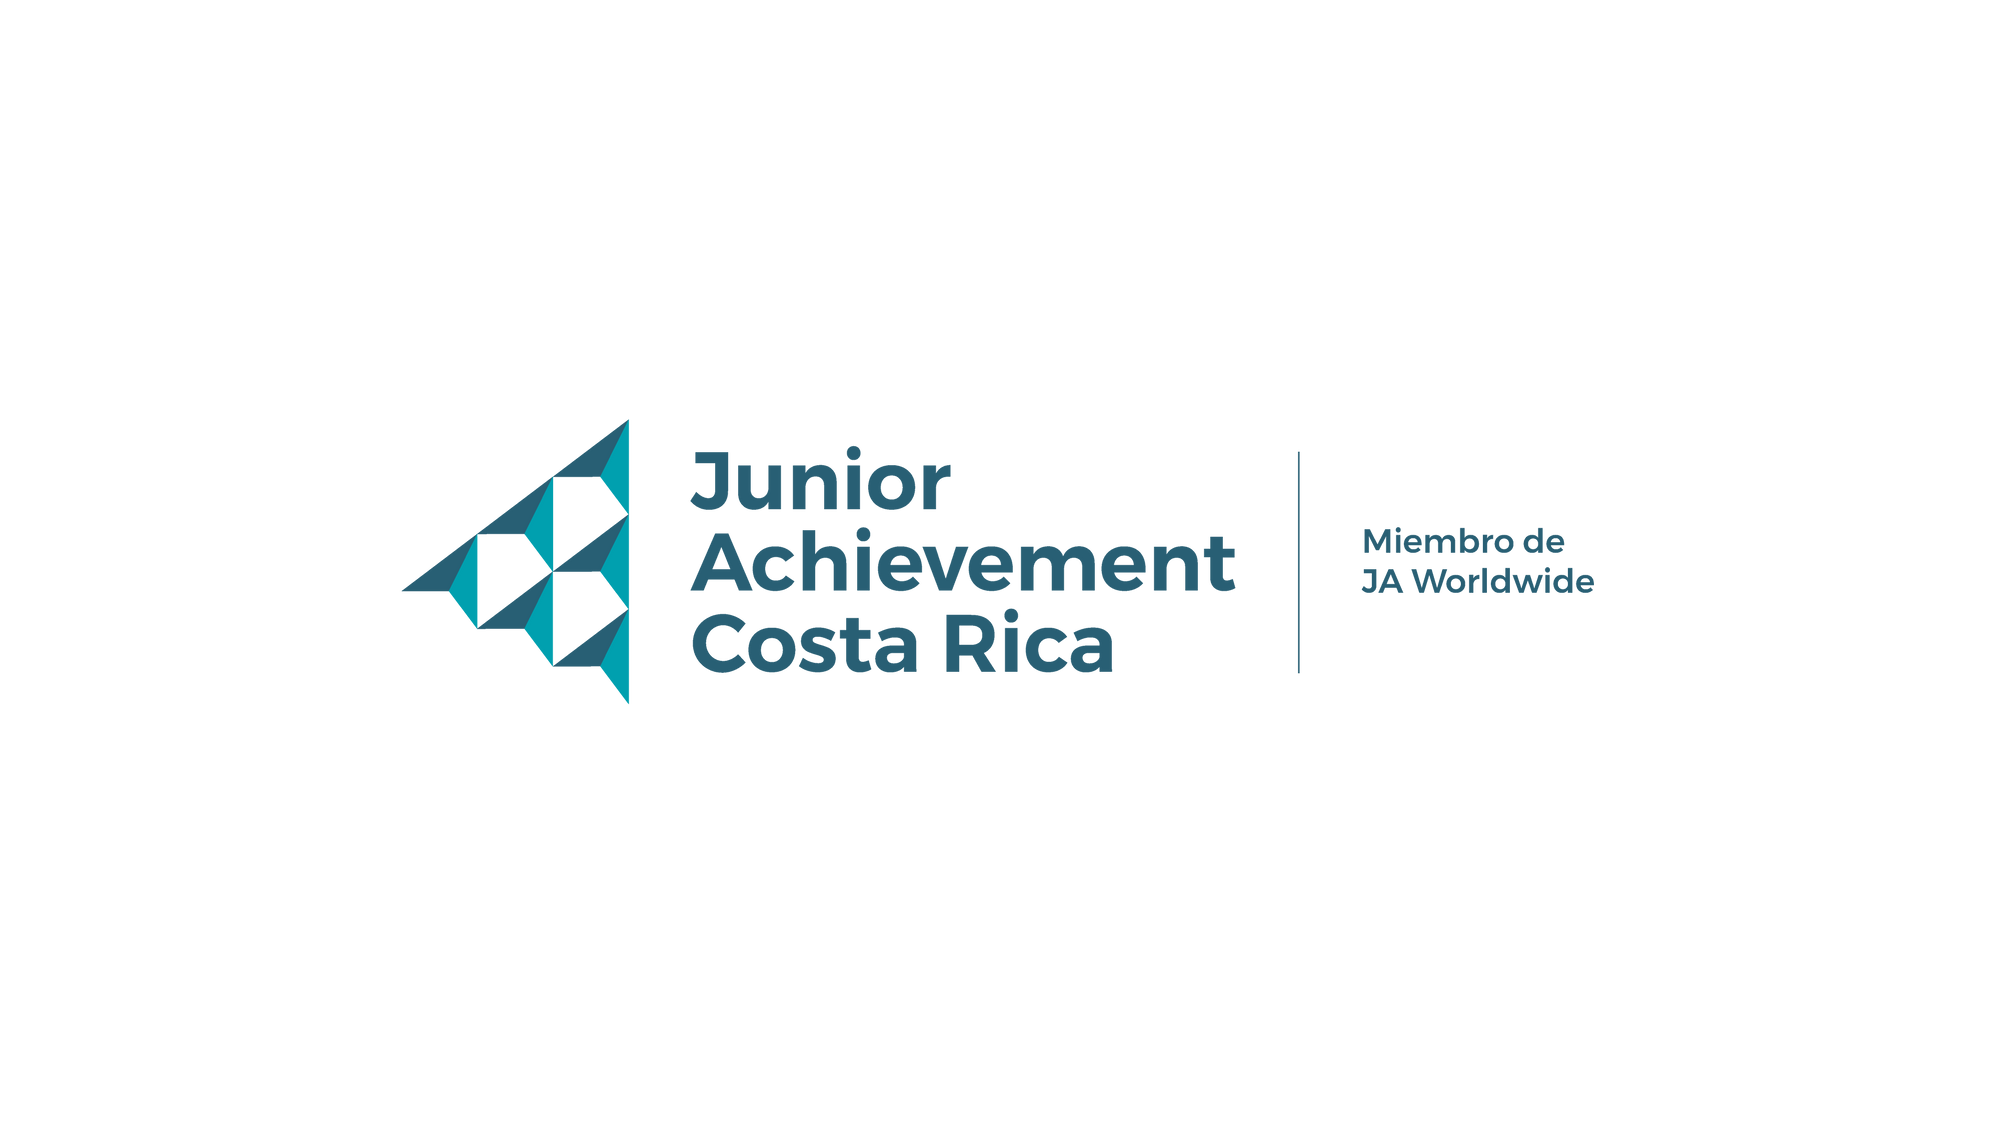 Junior
Achievement
Costa Rica
Miembro de
JA Worldwide